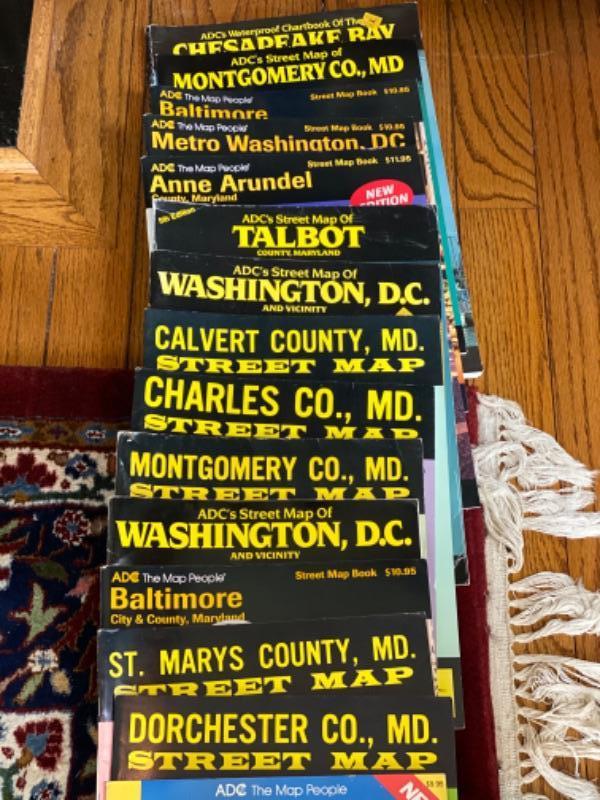 ADC's Waterproof Chartbook Of The
CHESAPEAKE BAY
ADC's Street Map of
MONTGOMERY CO., MD
ADC The Map People®
Street Map Book
Baltimore
ADC The Map People®
Street Map Book
Metro Washington, DC
ADC The Map People®
Street Map Book $11.95
Anne Arundel
County, Maryland
NEW
EDITION
5th Edition
ADC's Street Map Of
TALBOT
COUNTY, MARYLAND
ADC's Street Map Of
WASHINGTON, D.C.
AND VICINITY
CALVERT COUNTY, MD.
STREET MAP
CHARLES CO., MD.
STREET MAP
MONTGOMERY CO., MD.
STREET MAP
ADC's Street Map Of
WASHINGTON, D.C.
AND VICINITY
ADC The Map People®
Street Map Book $10.95
Baltimore
City & County, Maryland
ST. MARYS COUNTY, MD.
STREET MAP
DORCHESTER CO., MD.
STREET MAP
ADC The Map People